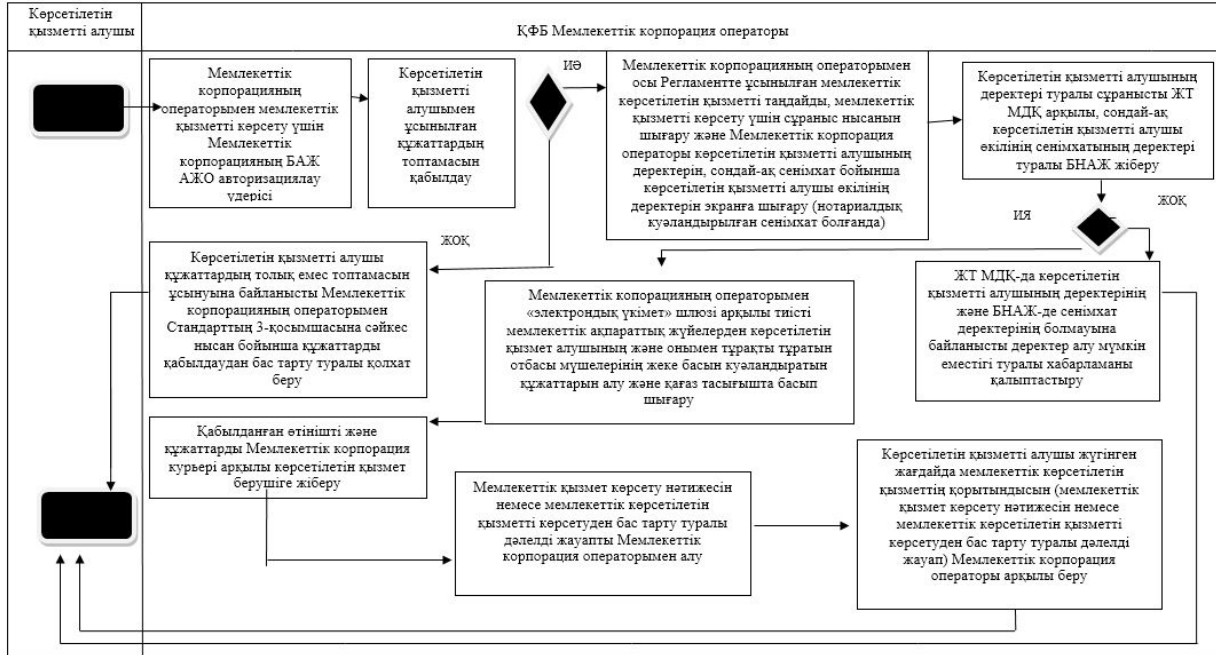 Көрсетілетін
қызметті алушы
ҚФБ Мемлекеттік корпорация операторы
Мемлекеттік
корпорацияның
операторымен мемлекеттік
қызметті көрсету үшін
Мемлекеттік
корпорацияның БАЖ
АЖО авторизациялау
үдерісі
Көрсетілетін
қызметті
алушымен
ұсынылған
құжаттардың
топтамасын
қабылдау
ИӘ
Мемлекеттік корпорацияның операторымен
осы Регламентте ұсынылған мемлекеттік
көрсетілетін қызметті таңдайды, мемлекеттік
қызметті көрсету үшін сұраныс нысанын
шығару және Мемлекеттік корпорация
операторы көрсетілетін қызметті алушының
деректерін, сондай-ақ сенімхат бойынша
көрсетілетін қызметті алушы өкілінің
деректерін экранға шығару (нотариалдық
куәландырылған сенімхат болғанда)
Көрсетілетін қызметті алушының
деректері туралы сұранысты ЖТ
МДҚ арқылы, сондай-ақ
көрсетілетін қызметті алушы
өкілінің сенімхатының деректері
туралы БНАЖ жіберу
ИЯ
ЖОҚ
ЖОҚ
Көрсетілетін қызметті алушы
құжаттардың толық емес топтамасын
ұсынуына байланысты Мемлекеттік
корпорацияның операторымен
Стандарттың 3-қосымшасына сәйкес
нысан бойынша құжаттарды
қабылдаудан бас тарту туралы қолхат
беру
Мемлекеттік копорацияның операторымен
«электрондық үкімет» шлюзі арқылы тиісті
мемлекеттік ақпараттық жүйелерден көрсетілетін
қызмет алушының және онымен тұрақты тұратын
отбасы мүшелерінің жеке басын куәландыратын
құжаттарын алу және қағаз тасығышта басып
шығару
ЖТ МДҚ-да көрсетілетін
қызметті алушының деректерінің
және БНАЖ-де сенімхат
деректерінің болмауына
байланысты деректер алу мүмкін
еместігі туралы хабарламаны
қалыптастыру
Қабылданған өтінішті және
құжаттарды Мемлекеттік корпорация
курьері арқылы көрсетілетін қызмет
берушіге жіберу
Мемлекеттік қызмет көрсету нәтижесін
немесе мемлекеттік көрсетілетін
қызметті көрсетуден бас тарту туралы
дәлелді жауапты Мемлекеттік
корпорация операторымен алу
Көрсетілетін қызметті алушы жүгінген
жағдайда мемлекеттік көрсетілетін
қызметтің қорытындысын (мемлекеттік
қызмет көрсету нәтижесін немесе
мемлекеттік көрсетілетін қызметті
көрсетуден бас тарту туралы дәлелді
жауап) Мемлекеттік корпорация
операторы арқылы беру